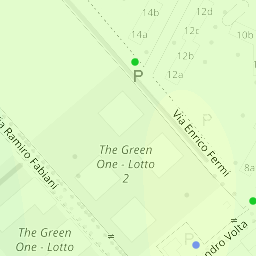 14b
12d
14a
12c
10b
12b
12a
P
P
Via Enrico Fermi
The Green
One - Lotto
2
Ramiro Fabiani
8a
The Green
One - Lotto
Volta
P